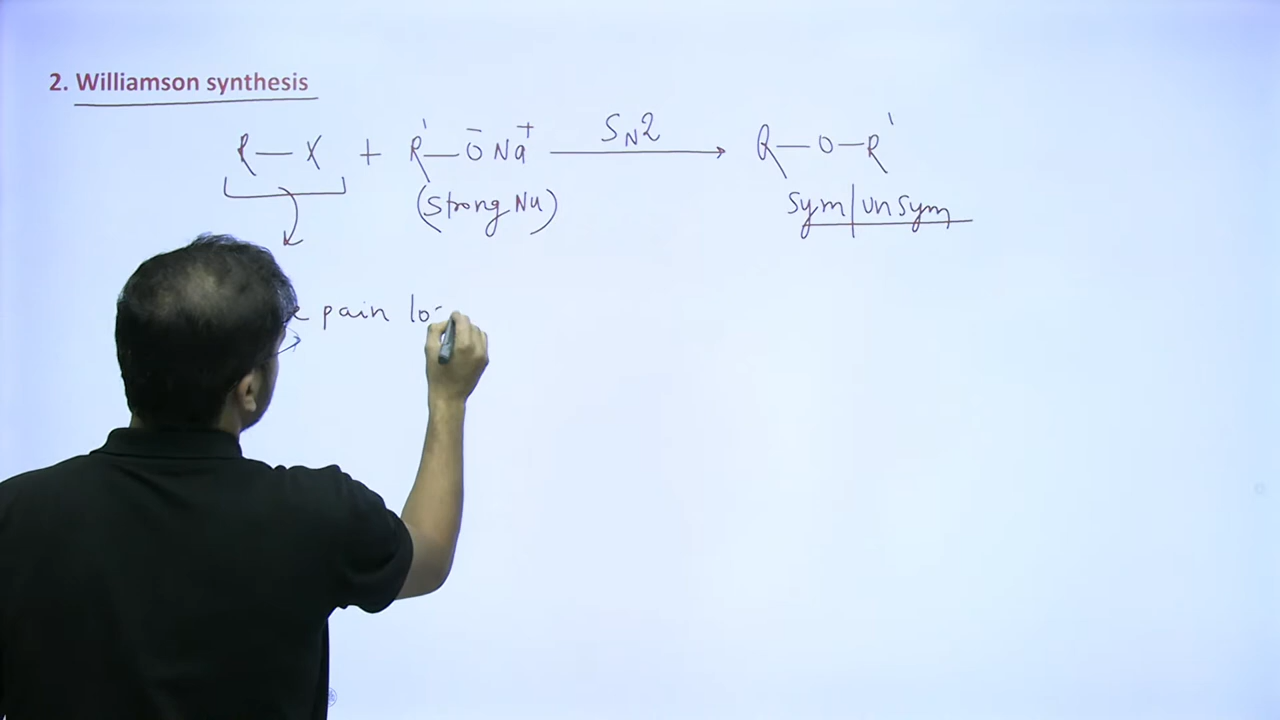 2. Williamson synthesis
R—X + R'—O⁻Na⁺ SN2 → R—O—R'
(Strong Nu) Sym|Unsym
pain